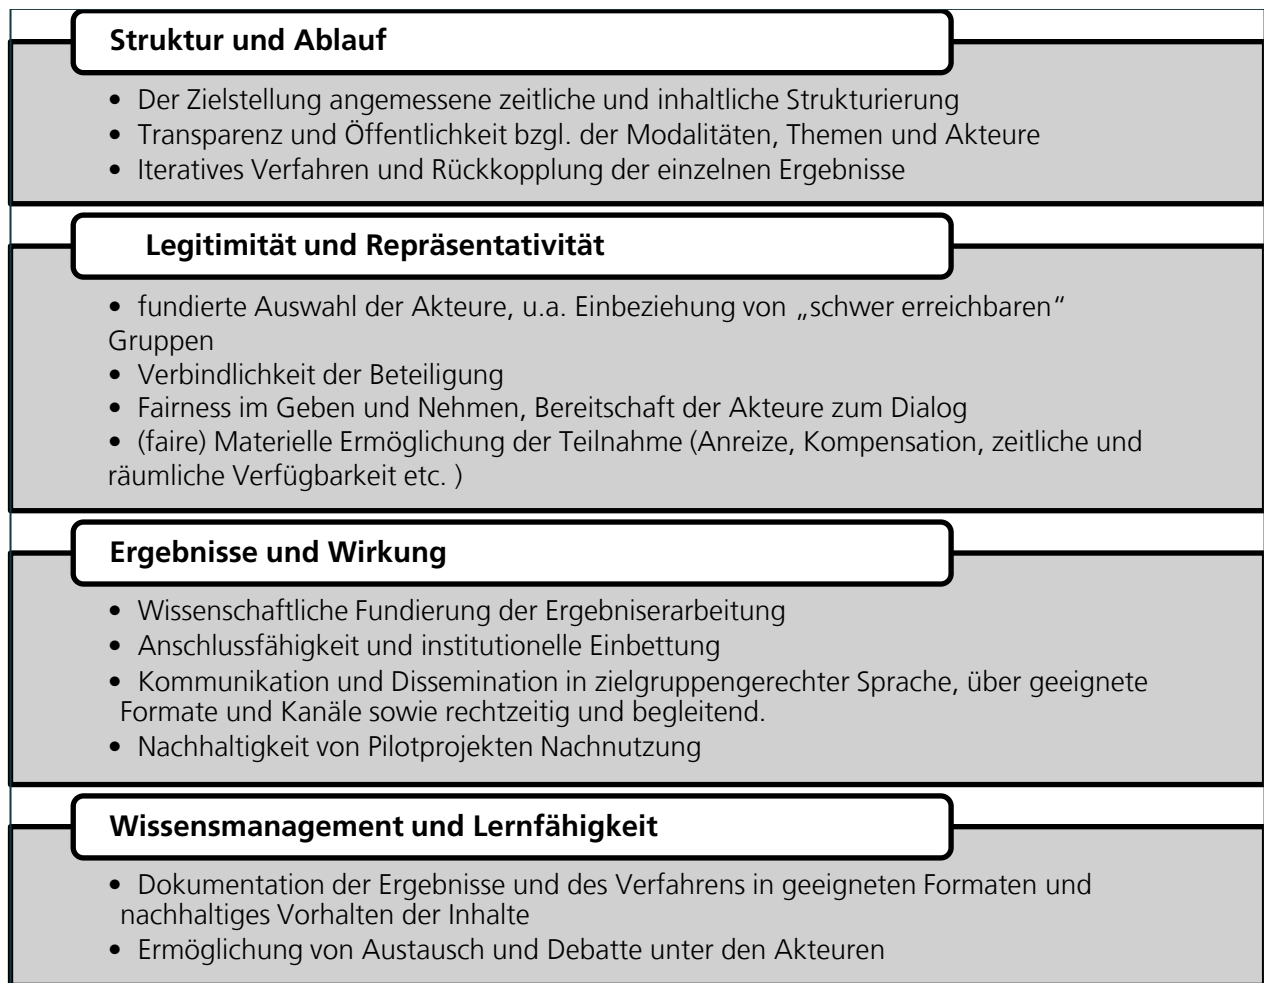 Struktur und Ablauf
• Der Zielstellung angemessene zeitliche und inhaltliche Strukturierung
• Transparenz und Öffentlichkeit bzgl. der Modalitäten, Themen und Akteure
• Iteratives Verfahren und Rückkopplung der einzelnen Ergebnisse
Legitimität und Repräsentativität
• fundierte Auswahl der Akteure, u.a. Einbeziehung von „schwer erreichbaren“
Gruppen
• Verbindlichkeit der Beteiligung
• Fairness im Geben und Nehmen, Bereitschaft der Akteure zum Dialog
• (faire) Materielle Ermöglichung der Teilnahme (Anreize, Kompensation, zeitliche und
räumliche Verfügbarkeit etc. )
Ergebnisse und Wirkung
• Wissenschaftliche Fundierung der Ergebniserarbeitung
• Anschlussfähigkeit und institutionelle Einbettung
• Kommunikation und Dissemination in zielgruppengerechter Sprache, über geeignete
Formate und Kanäle sowie rechtzeitig und begleitend.
• Nachhaltigkeit von Pilotprojekten Nachnutzung
Wissensmanagement und Lernfähigkeit
• Dokumentation der Ergebnisse und des Verfahrens in geeigneten Formaten und
nachhaltiges Vorhalten der Inhalte
• Ermöglichung von Austausch und Debatte unter den Akteuren